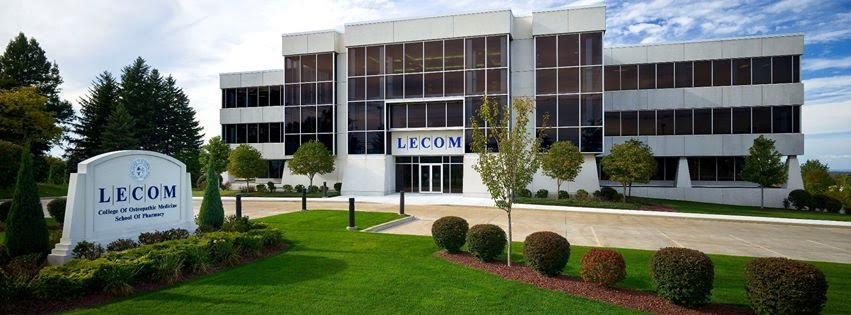 LECOM
College Of Osteopathic Medicine
School Of Pharmacy
LECOM